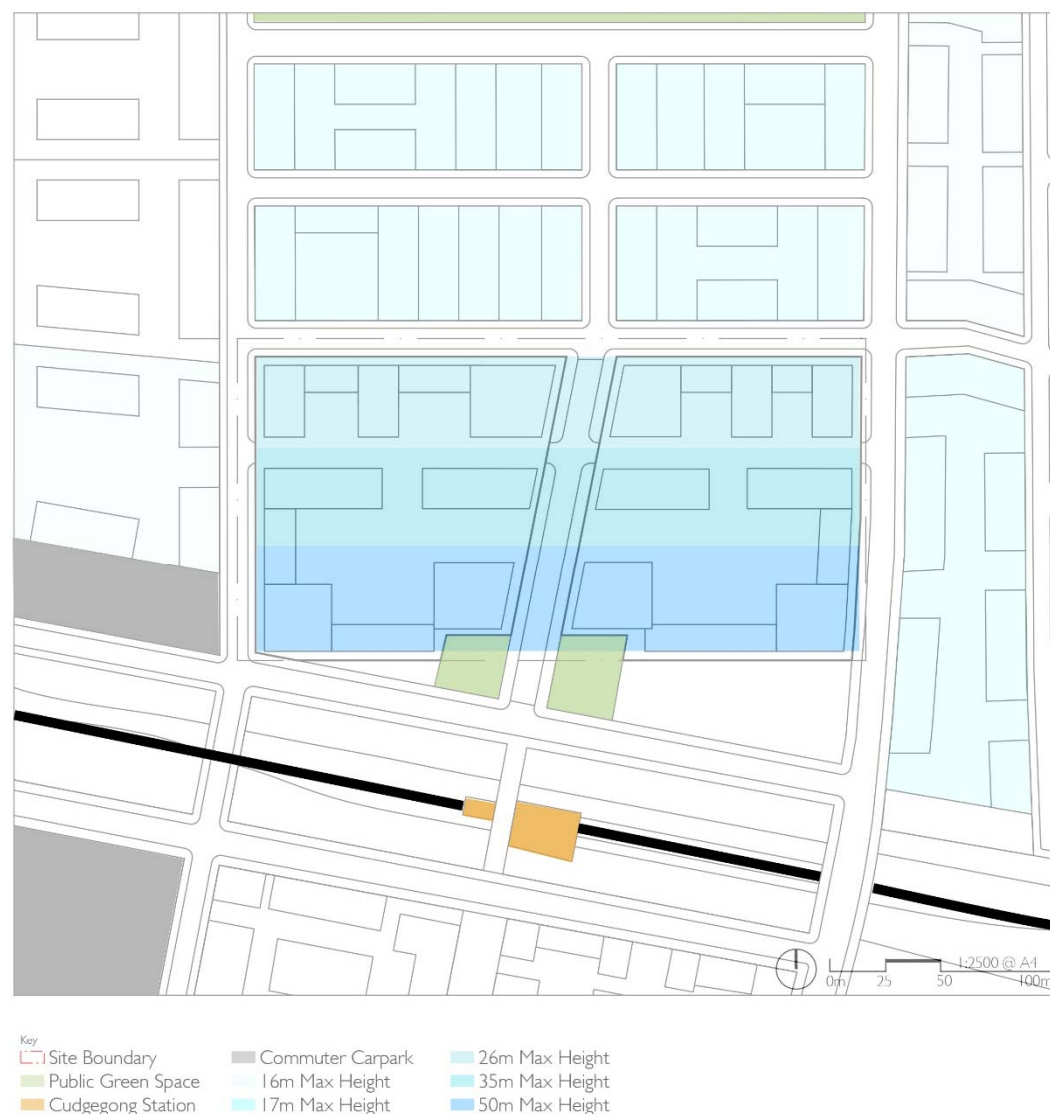 1:2500 @ A4
0m 25 50 100m
Key
Site Boundary Commuter Carpark 26m Max Height
Public Green Space 16m Max Height 35m Max Height
Cudgegong Station 17m Max Height 50m Max Height